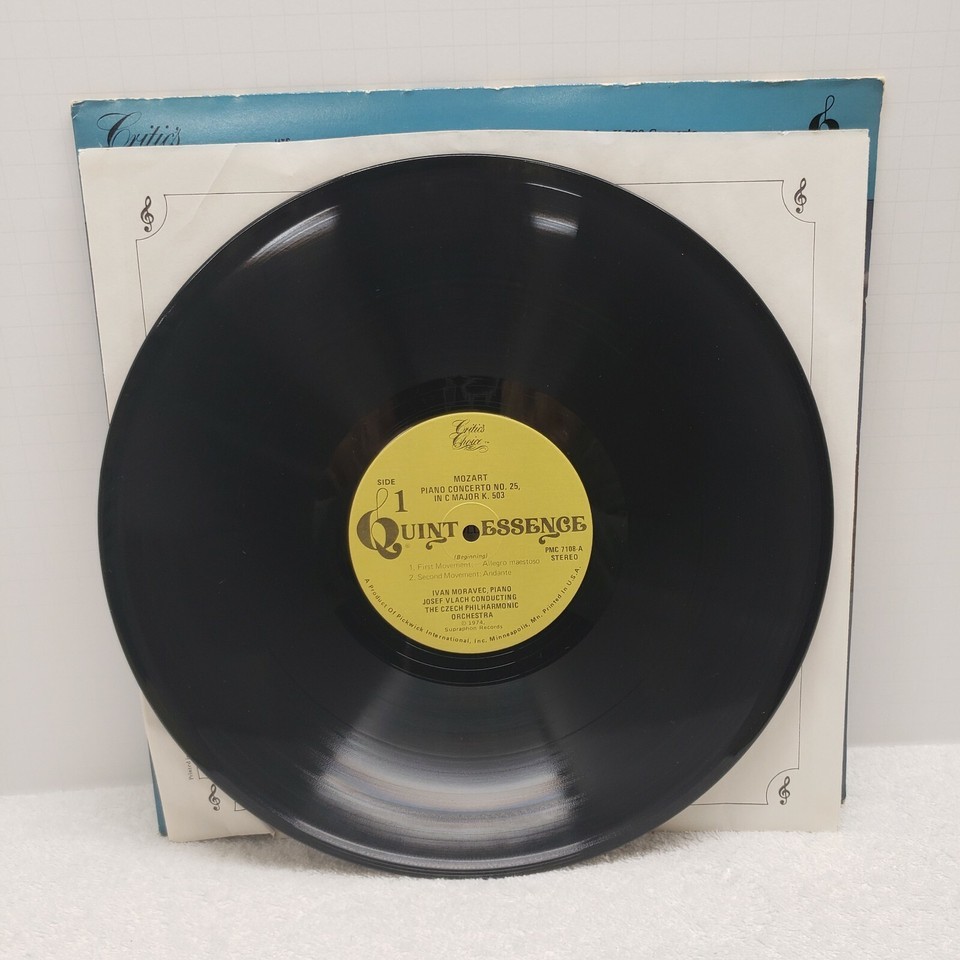 Critic's
Critic's
Choice
MOZART
PIANO CONCERTO NO. 25,
IN C MAJOR K. 503
SIDE
1
QUINTESSENCE
PMC 7108-A
STEREO
(Beginning)
1. First Movement: Allegro maestoso
2. Second Movement: Andante
IVAN MORAVEC, PIANO
JOSEF VLACH CONDUCTING
THE CZECH PHILHARMONIC
ORCHESTRA
℗ 1974,
Supraphon Records
A Product Of Pickwick International, Inc. Minneapolis, Mn. Printed In U.S.A.